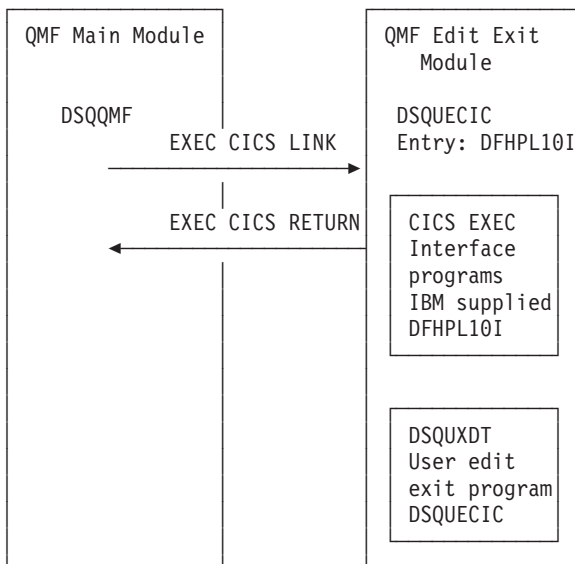 QMF Main Module
DSQQMF
EXEC CICS LINK
EXEC CICS RETURN
QMF Edit Exit
Module
DSQUECIC
Entry: DFHPL10I
CICS EXEC
Interface
programs
IBM supplied
DFHPL10I
DSQUXDT
User edit
exit program
DSQUECIC